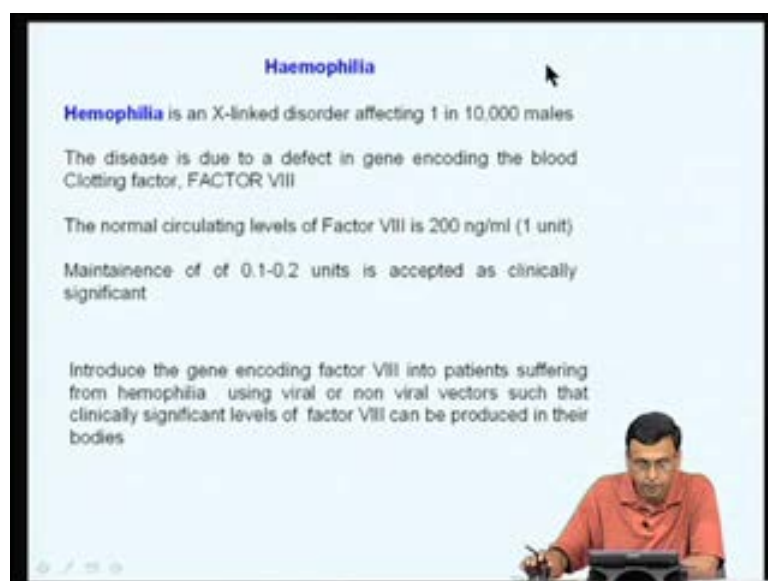 Haemophilia
Hemophilia is an X-linked disorder affecting 1 in 10,000 males
The disease is due to a defect in gene encoding the blood
Clotting factor, FACTOR VIII
The normal circulating levels of Factor VIII is 200 ng/ml (1 unit)
Maintainence of of 0.1-0.2 units is accepted as clinically
significant
Introduce the gene encoding factor VIII into patients suffering
from hemophilia using viral or non viral vectors such that
clinically significant levels of factor VIII can be produced in their
bodies